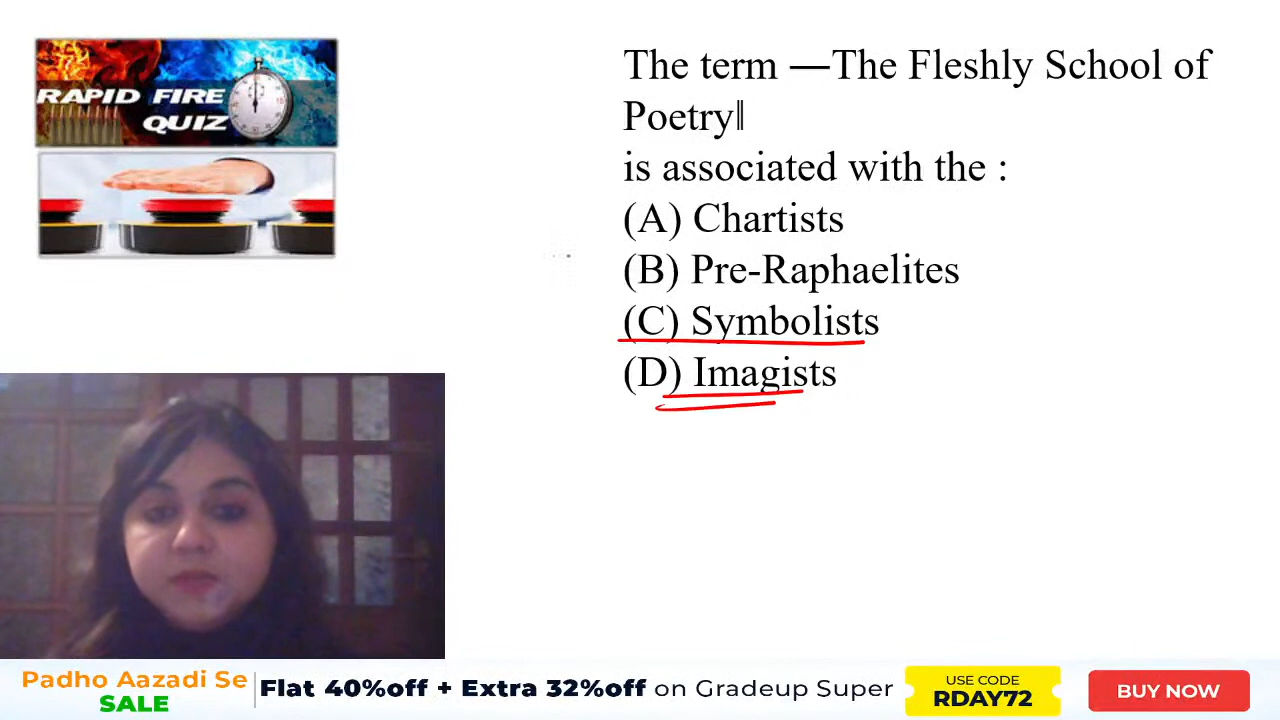 RAPID FIRE
QUIZ
The term ―The Fleshly School of
Poetry‖
is associated with the :
(A) Chartists
(B) Pre-Raphaelites
(C) Symbolists
(D) Imagists
Padho Aazadi Se
SALE
Flat 40%off + Extra 32%off on Gradeup Super
USE CODE
RDAY72
BUY NOW